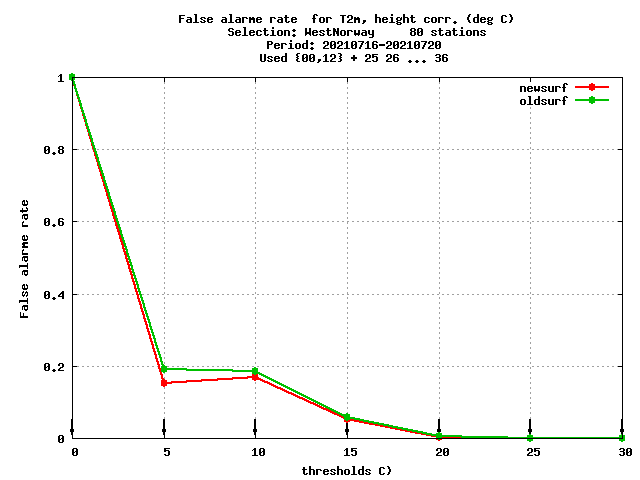 False alarme rate  for T2m, height corr. (deg C)
Selection: WestNorway     80 stations
Period: 20210716-20210720
Used {00,12} + 25 26 ... 36
newsurf
oldsurf
1
0.8
0.6
0.4
0.2
0
False alarme rate
0 5 10 15 20 25 30
thresholds C)